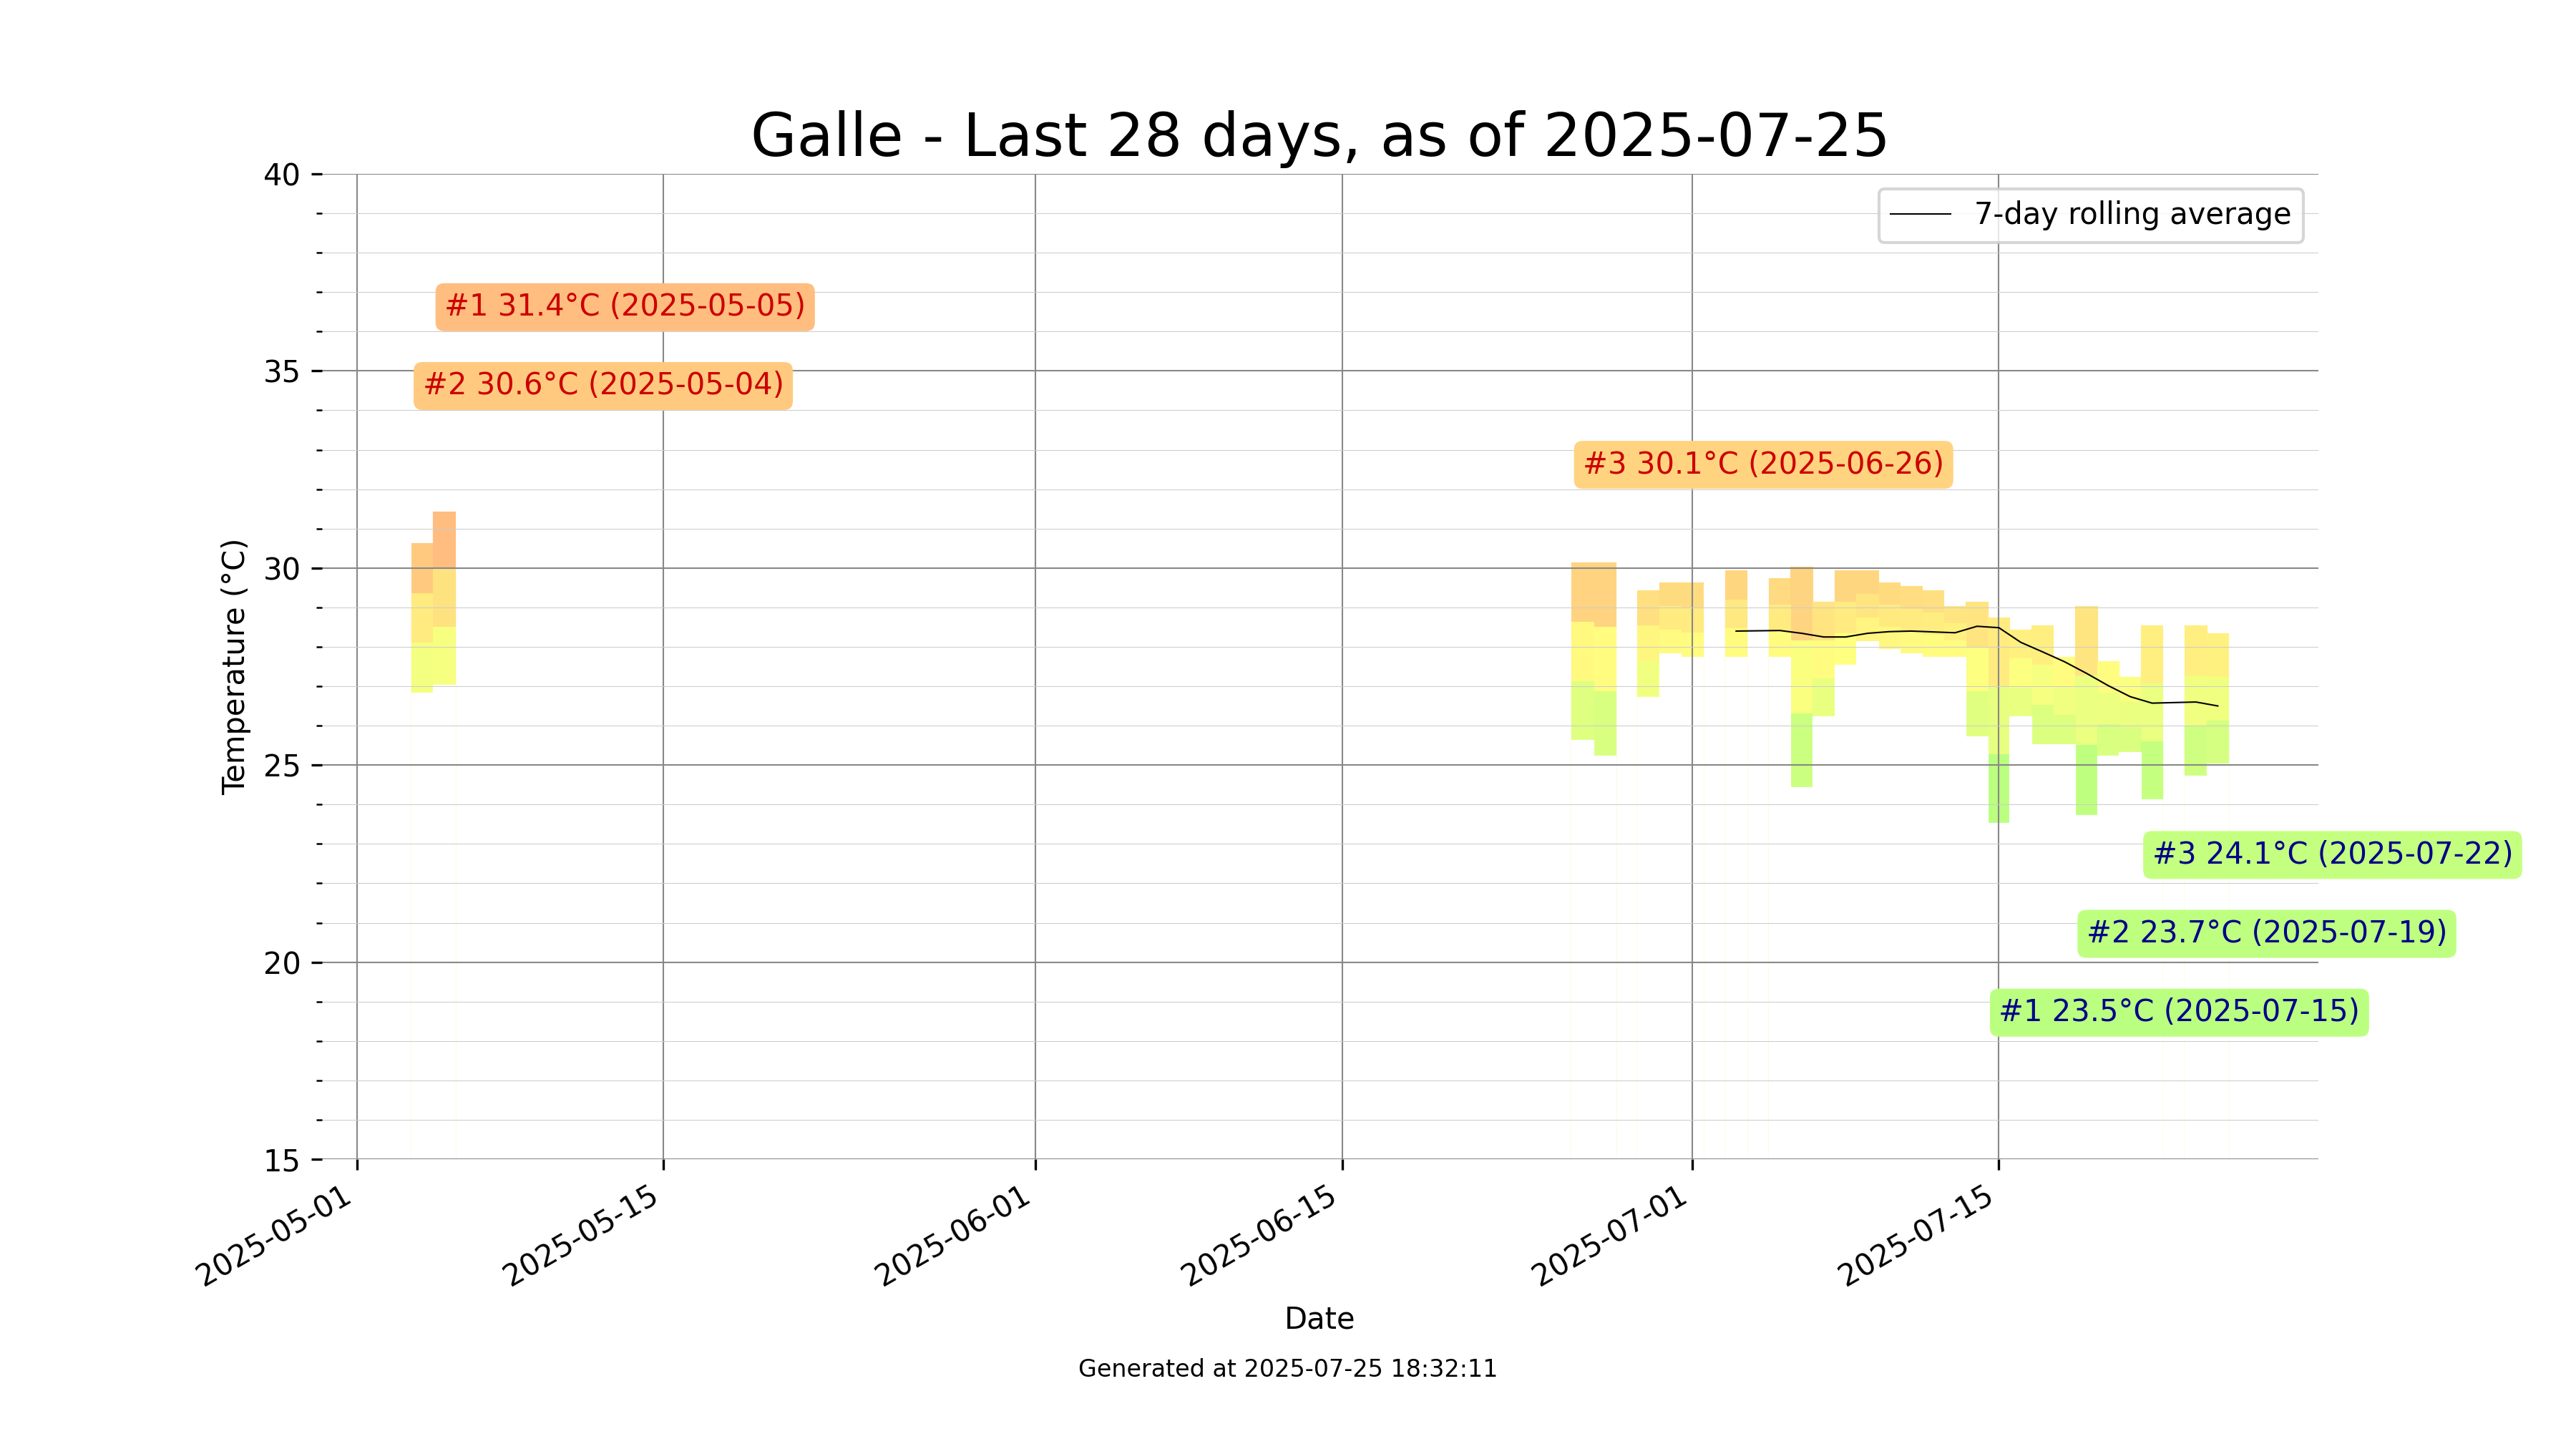 Galle - Last 28 days, as of 2025-07-25
7-day rolling average
#1 31.4°C (2025-05-05)
#2 30.6°C (2025-05-04)
#3 30.1°C (2025-06-26)
#3 24.1°C (2025-07-22)
#2 23.7°C (2025-07-19)
#1 23.5°C (2025-07-15)
Temperature (°C)
40
35
30
25
20
15
2025-05-01
2025-05-15
2025-06-01
2025-06-15
2025-07-01
2025-07-15
Date
Generated at 2025-07-25 18:32:11